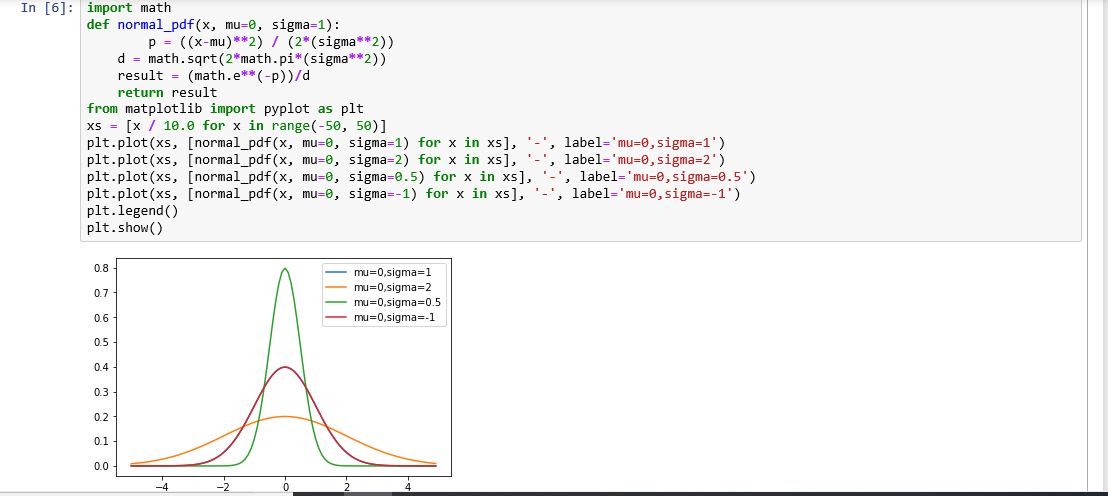 In [6]: import math
def normal_pdf(x, mu=0, sigma=1):
        p = ((x-mu)**2) / (2*(sigma**2))
    d = math.sqrt(2*math.pi*(sigma**2))
    result = (math.e**(-p))/d
    return result
from matplotlib import pyplot as plt
xs = [x / 10.0 for x in range(-50, 50)]
plt.plot(xs, [normal_pdf(x, mu=0, sigma=1) for x in xs], '-', label='mu=0,sigma=1')
plt.plot(xs, [normal_pdf(x, mu=0, sigma=2) for x in xs], '-', label='mu=0,sigma=2')
plt.plot(xs, [normal_pdf(x, mu=0, sigma=0.5) for x in xs], '-', label='mu=0,sigma=0.5')
plt.plot(xs, [normal_pdf(x, mu=0, sigma=-1) for x in xs], '-', label='mu=0,sigma=-1')
plt.legend()
plt.show()
mu=0,sigma=1
mu=0,sigma=2
mu=0,sigma=0.5
mu=0,sigma=-1
0.8
0.7
0.6
0.5
0.4
0.3
0.2
0.1
0.0
−4 −2 0 2 4